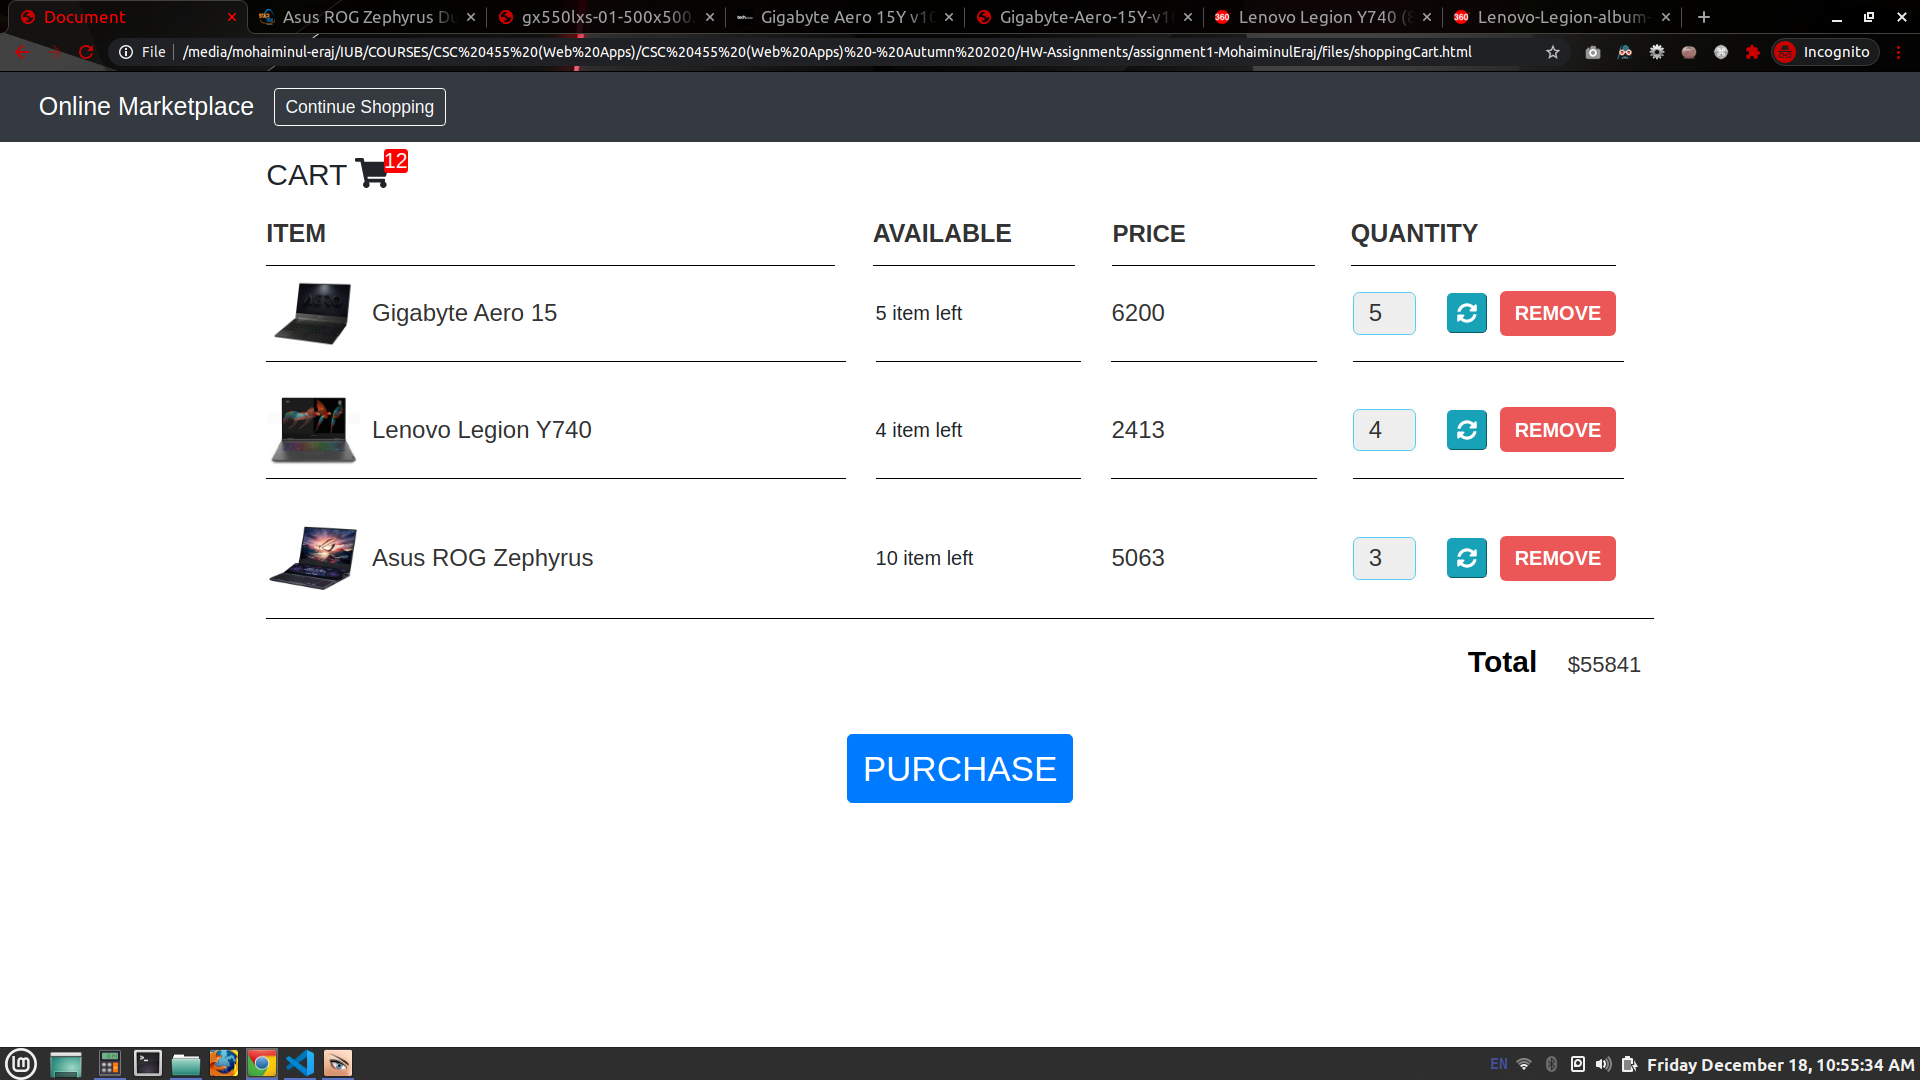 Document
Asus ROG Zephyrus Du
gx550lxs-01-500x500.
Gigabyte Aero 15Y v10
Gigabyte-Aero-15Y-v10
Lenovo Legion Y740 (8
Lenovo-Legion-album-
File
/media/mohaiminul-eraj/IUB/COURSES/CSC%20455%20(Web%20Apps)/CSC%20455%20(Web%20Apps)%20-%20Autumn%202020/HW-Assignments/assignment1-MohaiminulEraj/files/shoppingCart.html
Incognito
Online Marketplace
Continue Shopping
CART 12
ITEM AVAILABLE PRICE QUANTITY
Gigabyte Aero 15 5 item left 6200 5 REMOVE
Lenovo Legion Y740 4 item left 2413 4 REMOVE
Asus ROG Zephyrus 10 item left 5063 3 REMOVE
Total $55841
PURCHASE
EN Friday December 18, 10:55:34 AM